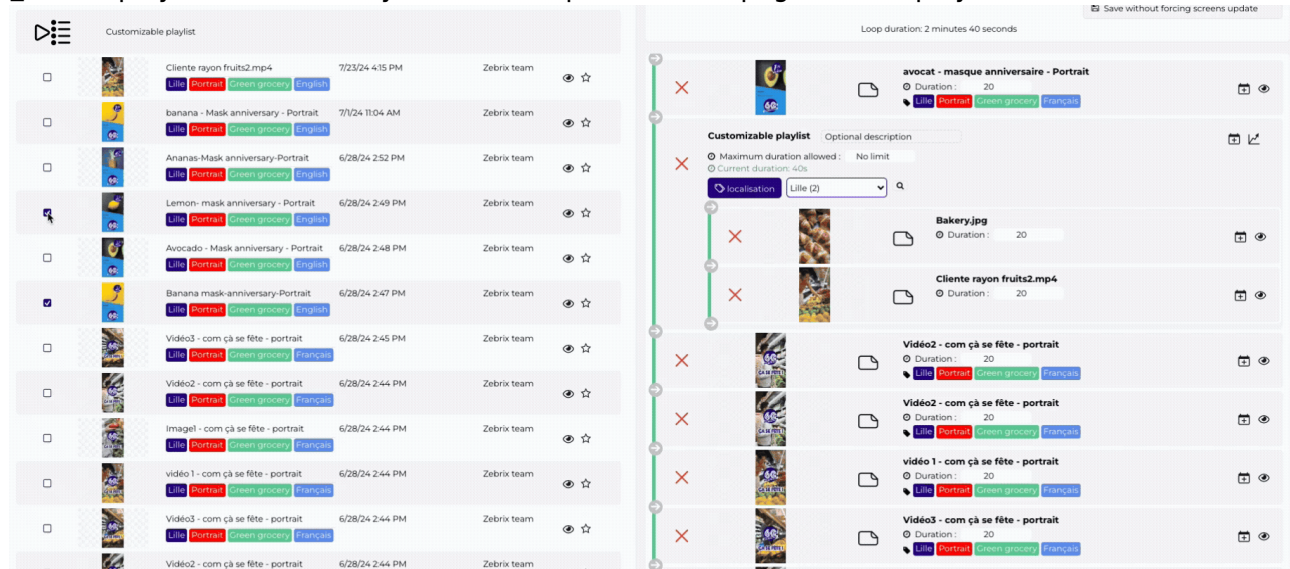 Save without forcing screens update
Customizable playlist
Loop duration: 2 minutes 40 seconds
Cliente rayon fruits2.mp4 7/23/24 4:15 PM Zebrix team
Lille Portrait Green grocery English
banana - Mask anniversary - Portrait 7/1/24 11:04 AM Zebrix team
Lille Portrait Green grocery English
Ananas-Mask anniversary-Portrait 6/28/24 2:52 PM Zebrix team
Lille Portrait Green grocery English
Lemon- mask anniversary - Portrait 6/28/24 2:49 PM Zebrix team
Lille Portrait Green grocery English
Avocado - Mask anniversary - Portrait 6/28/24 2:48 PM Zebrix team
Lille Portrait Green grocery English
Banana mask-anniversary-Portrait 6/28/24 2:47 PM Zebrix team
Lille Portrait Green grocery English
Vidéo3 - com çà se fête - portrait 6/28/24 2:45 PM Zebrix team
Lille Portrait Green grocery Français
Vidéo2 - com çà se fête - portrait 6/28/24 2:44 PM Zebrix team
Lille Portrait Green grocery Français
Image1 - com çà se fête - portrait 6/28/24 2:44 PM Zebrix team
Lille Portrait Green grocery Français
vidéo 1 - com çà se fête - portrait 6/28/24 2:44 PM Zebrix team
Lille Portrait Green grocery Français
Vidéo3 - com çà se fête - portrait 6/28/24 2:44 PM Zebrix team
Lille Portrait Green grocery Français
Vidéo2 - com çà se fête - portrait 6/28/24 2:44 PM Zebrix team
avocat - masque anniversaire - Portrait
Duration : 20
Lille Portrait Green grocery Français
Customizable playlist Optional description
Maximum duration allowed : No limit
Current duration: 40s
localisation Lille (2)
Bakery.jpg
Duration : 20
Cliente rayon fruits2.mp4
Duration : 20
Vidéo2 - com çà se fête - portrait
Duration : 20
Lille Portrait Green grocery Français
Vidéo2 - com çà se fête - portrait
Duration : 20
Lille Portrait Green grocery Français
vidéo 1 - com çà se fête - portrait
Duration : 20
Lille Portrait Green grocery Français
Vidéo3 - com çà se fête - portrait
Duration : 20
Lille Portrait Green grocery Français